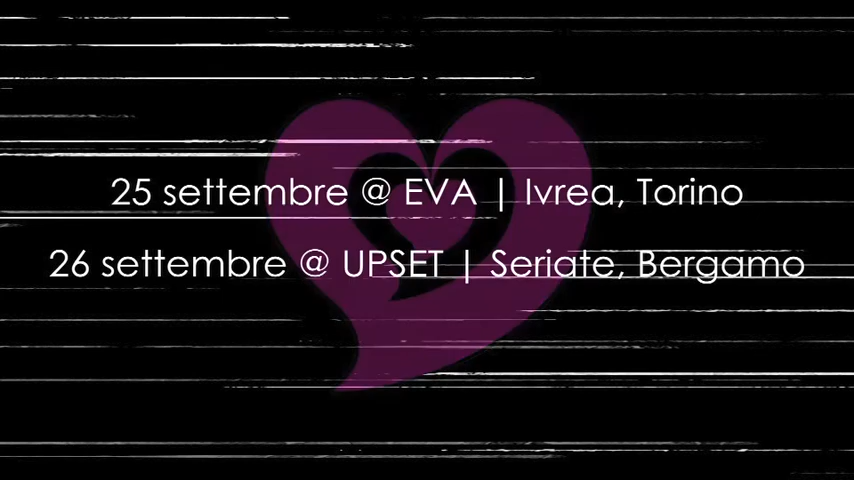 25 settembre @ EVA | Ivrea, Torino
26 settembre @ UPSET | Seriate, Bergamo